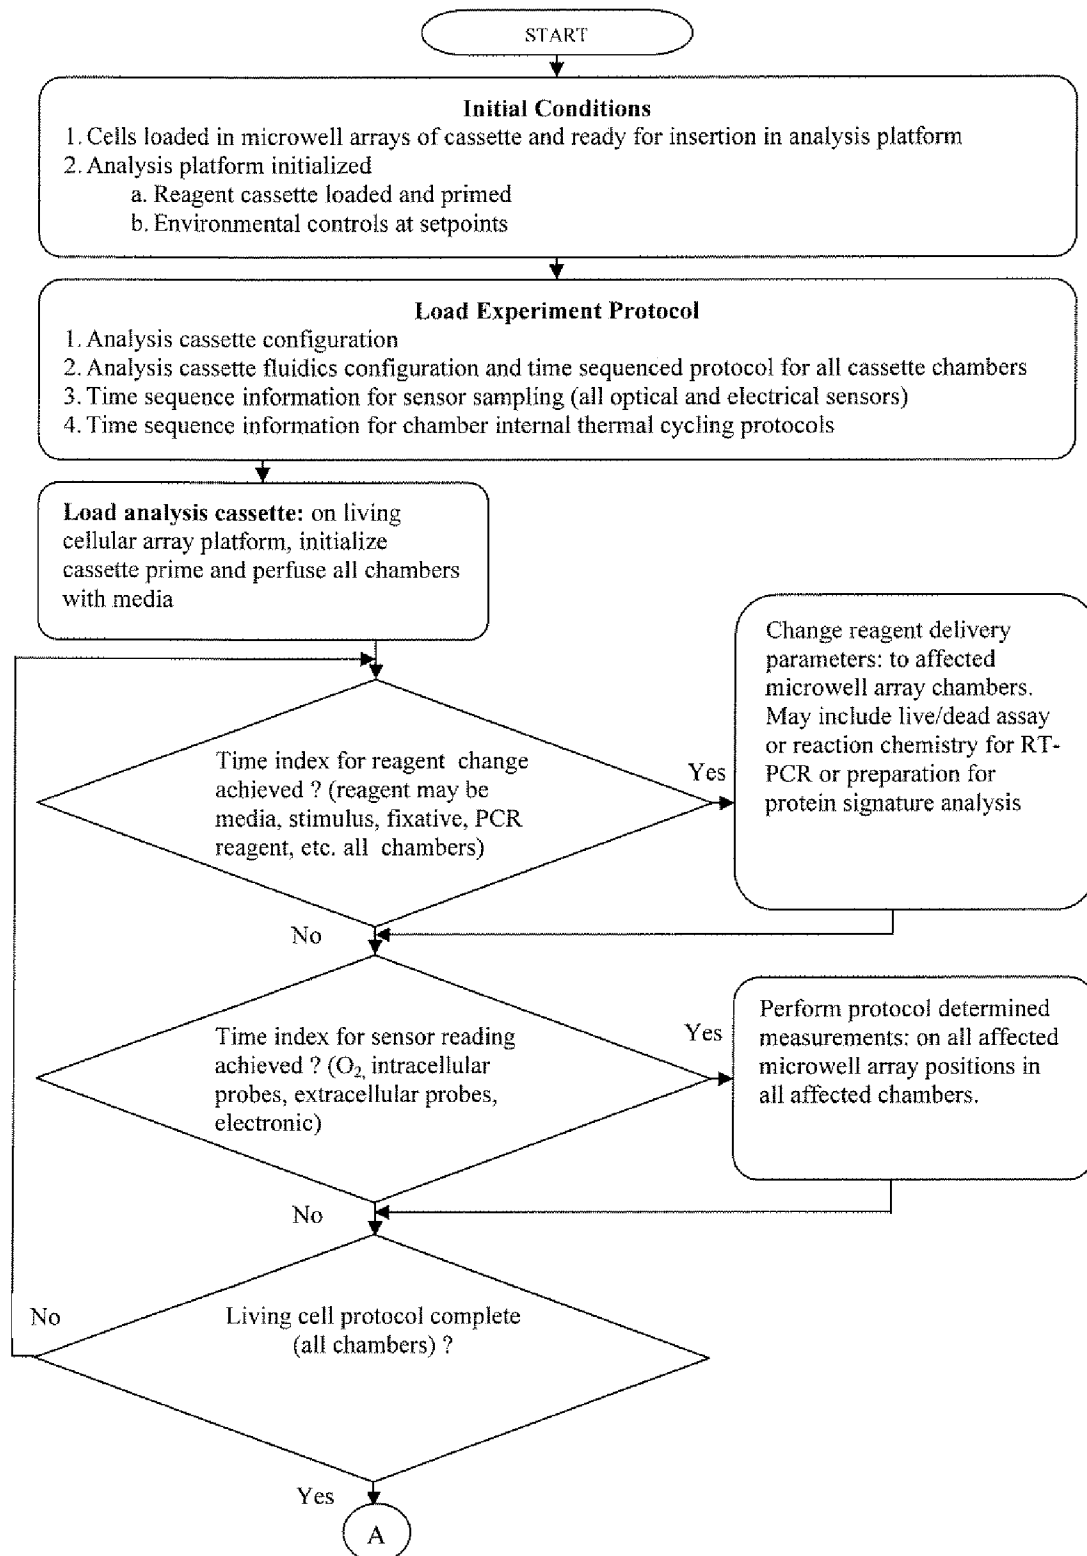 START
Initial Conditions
1. Cells loaded in microwell arrays of cassette and ready for insertion in analysis platform
2. Analysis platform initialized
a. Reagent cassette loaded and primed
b. Environmental controls at setpoints
Load Experiment Protocol
1. Analysis cassette configuration
2. Analysis cassette fluidics configuration and time sequenced protocol for all cassette chambers
3. Time sequence information for sensor sampling (all optical and electrical sensors)
4. Time sequence information for chamber internal thermal cycling protocols
Load analysis cassette: on living
cellular array platform, initialize
cassette prime and perfuse all chambers
with media
Time index for reagent change
achieved ? (reagent may be
media, stimulus, fixative, PCR
reagent, etc. all chambers)
Yes
Change reagent delivery
parameters: to affected
microwell array chambers.
May include live/dead assay
or reaction chemistry for RT-
PCR or preparation for
protein signature analysis
No
Time index for sensor reading
achieved ? (O2, intracellular
probes, extracellular probes,
electronic)
Yes
Perform protocol determined
measurements: on all affected
microwell array positions in
all affected chambers.
No
Living cell protocol complete
(all chambers) ?
No
Yes
A